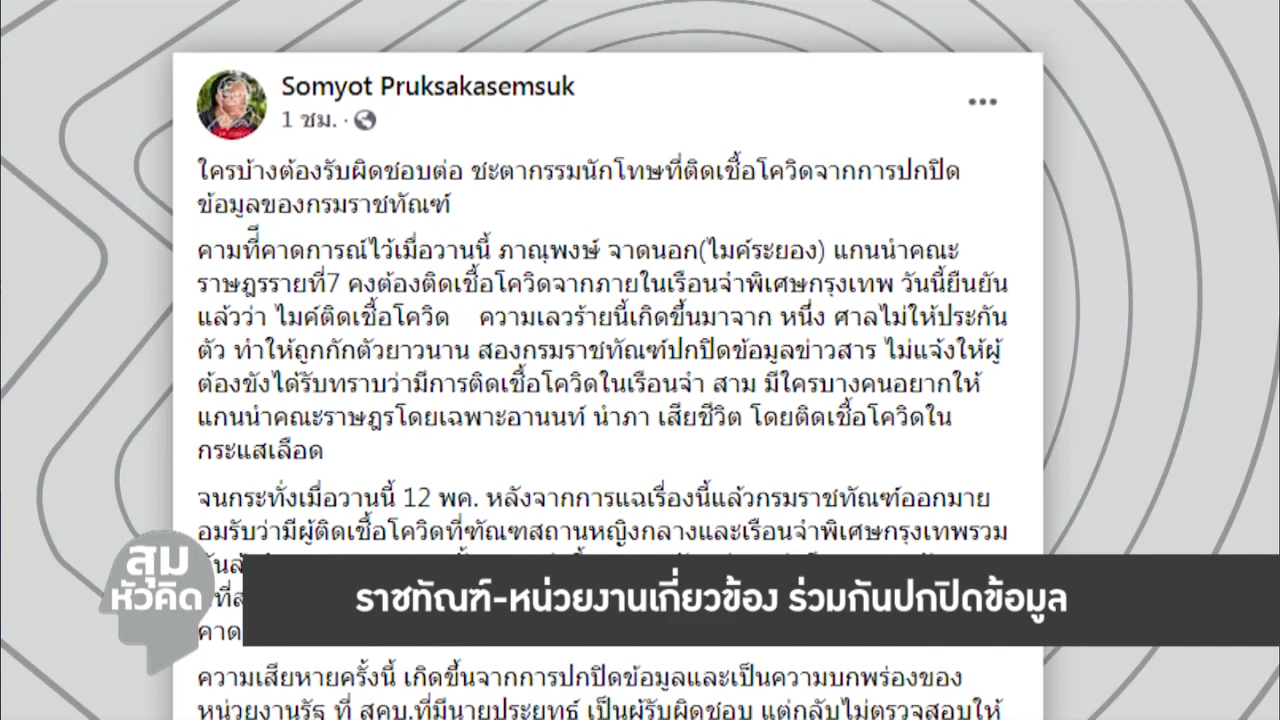 Somyot Pruksakasemsuk
1 ชม. ·
ใครบ้างต้องรับผิดชอบต่อ ชะตากรรมนักโทษที่ติดเชื้อโควิดจากการปกปิด
ข้อมูลของกรมราชทัณฑ์
คามที่ีคาดการณ์ไว้เมื่อวานนี้ ภาณุพงษ์ จาดนอก(ไมค์ระยอง) แกนนำคณะ
ราษฎรรายที่7 คงต้องติดเชื้อโควิดจากภายในเรือนจำพิเศษกรุงเทพ วันนี้ยืนยัน
แล้วว่า ไมค์ติดเชื้อโควิด ความเลวร้ายนี้เกิดขึ้นมาจาก หนึ่ง ศาลไม่ให้ประกัน
ตัว ทำให้ถูกกักตัวยาวนาน สองกรมราชทัณฑ์ปกปิดข้อมูลข่าวสาร ไม่แจ้งให้ผู้
ต้องขังได้รับทราบว่ามีการติดเชื้อโควิดในเรือนจำ สาม มีใครบางคนอยากให้
แกนนำคณะราษฎรโดยเฉพาะอานนท์ นำภา เสียชีวิต โดยติดเชื้อโควิดใน
กระแสเลือด
จนกระทั่งเมื่อวานนี้ 12 พค. หลังจากการแฉเรื่องนี้แล้วกรมราชทัณฑ์ออกมาย
อมรับว่ามีผู้ติดเชื้อโควิดที่ฑัณฑสถานหญิงกลางและเรือนจำพิเศษกรุงเทพรวม
คาด
สุม
หัวคิด
ราชทัณฑ์-หน่วยงานเกี่ยวข้อง ร่วมกันปกปิดข้อมูล
ความเสียหายครั้งนี้ เกิดขึ้นจากการปกปิดข้อมูลและเป็นความบกพร่องของ
หน่วยงานรัฐ ที่ สคบ.ที่มีนายประยุทธ์ เป็นผู้รับผิดชอบ แต่กลับไม่ตรวจสอบให้